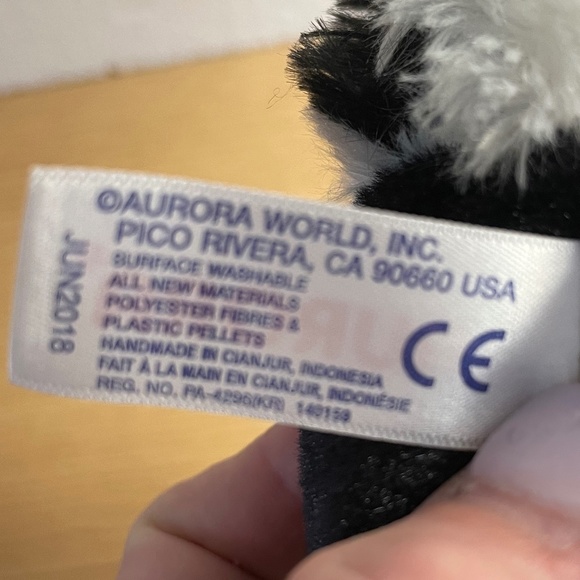 ©AURORA WORLD, INC.
PICO RIVERA, CA 90660 USA
SURFACE WASHABLE
ALL NEW MATERIALS
POLYESTER FIBRES &
PLASTIC PELLETS
HANDMADE IN CIANJUR, INDONESIA
FAIT À LA MAIN EN CIANJUR, INDONÉSIE
REG. NO. PA-4296(KR) 140158
CE
JUN2018